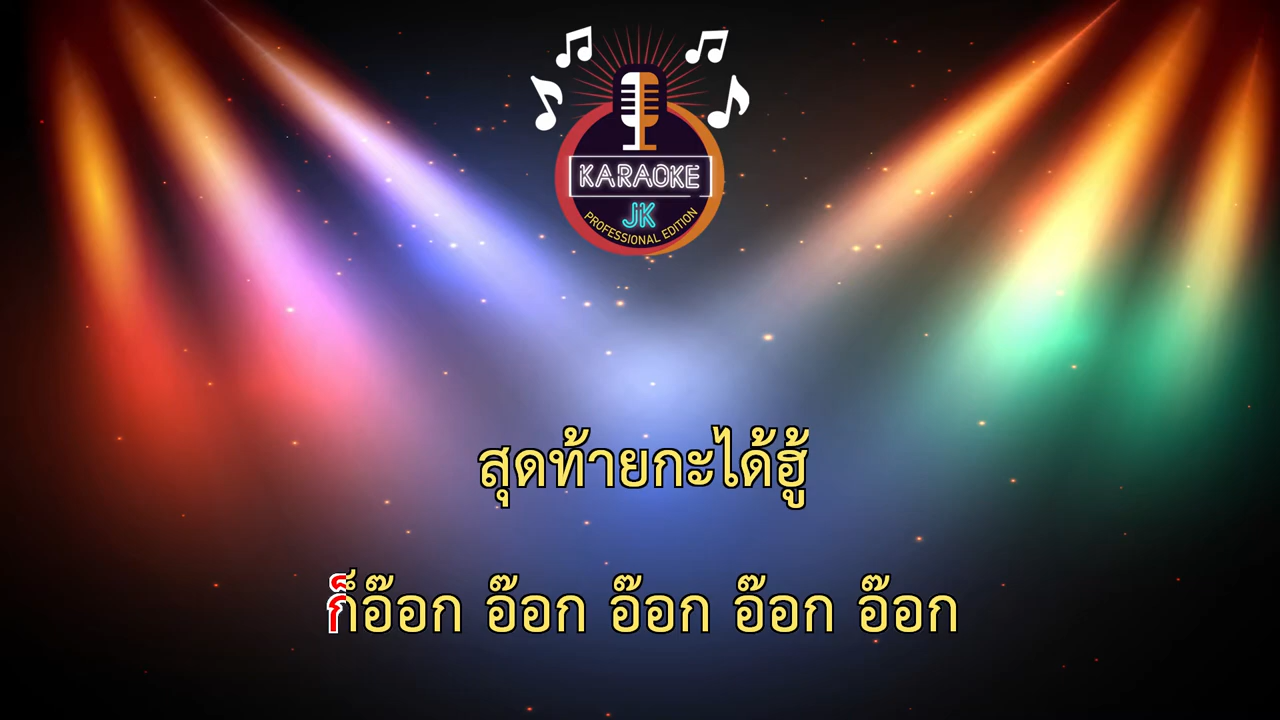 KARAOKE
JK
PROFESSIONAL EDITION
สุดท้ายกะได้ฮู้
ก็อ๊อก อ๊อก อ๊อก อ๊อก อ๊อก